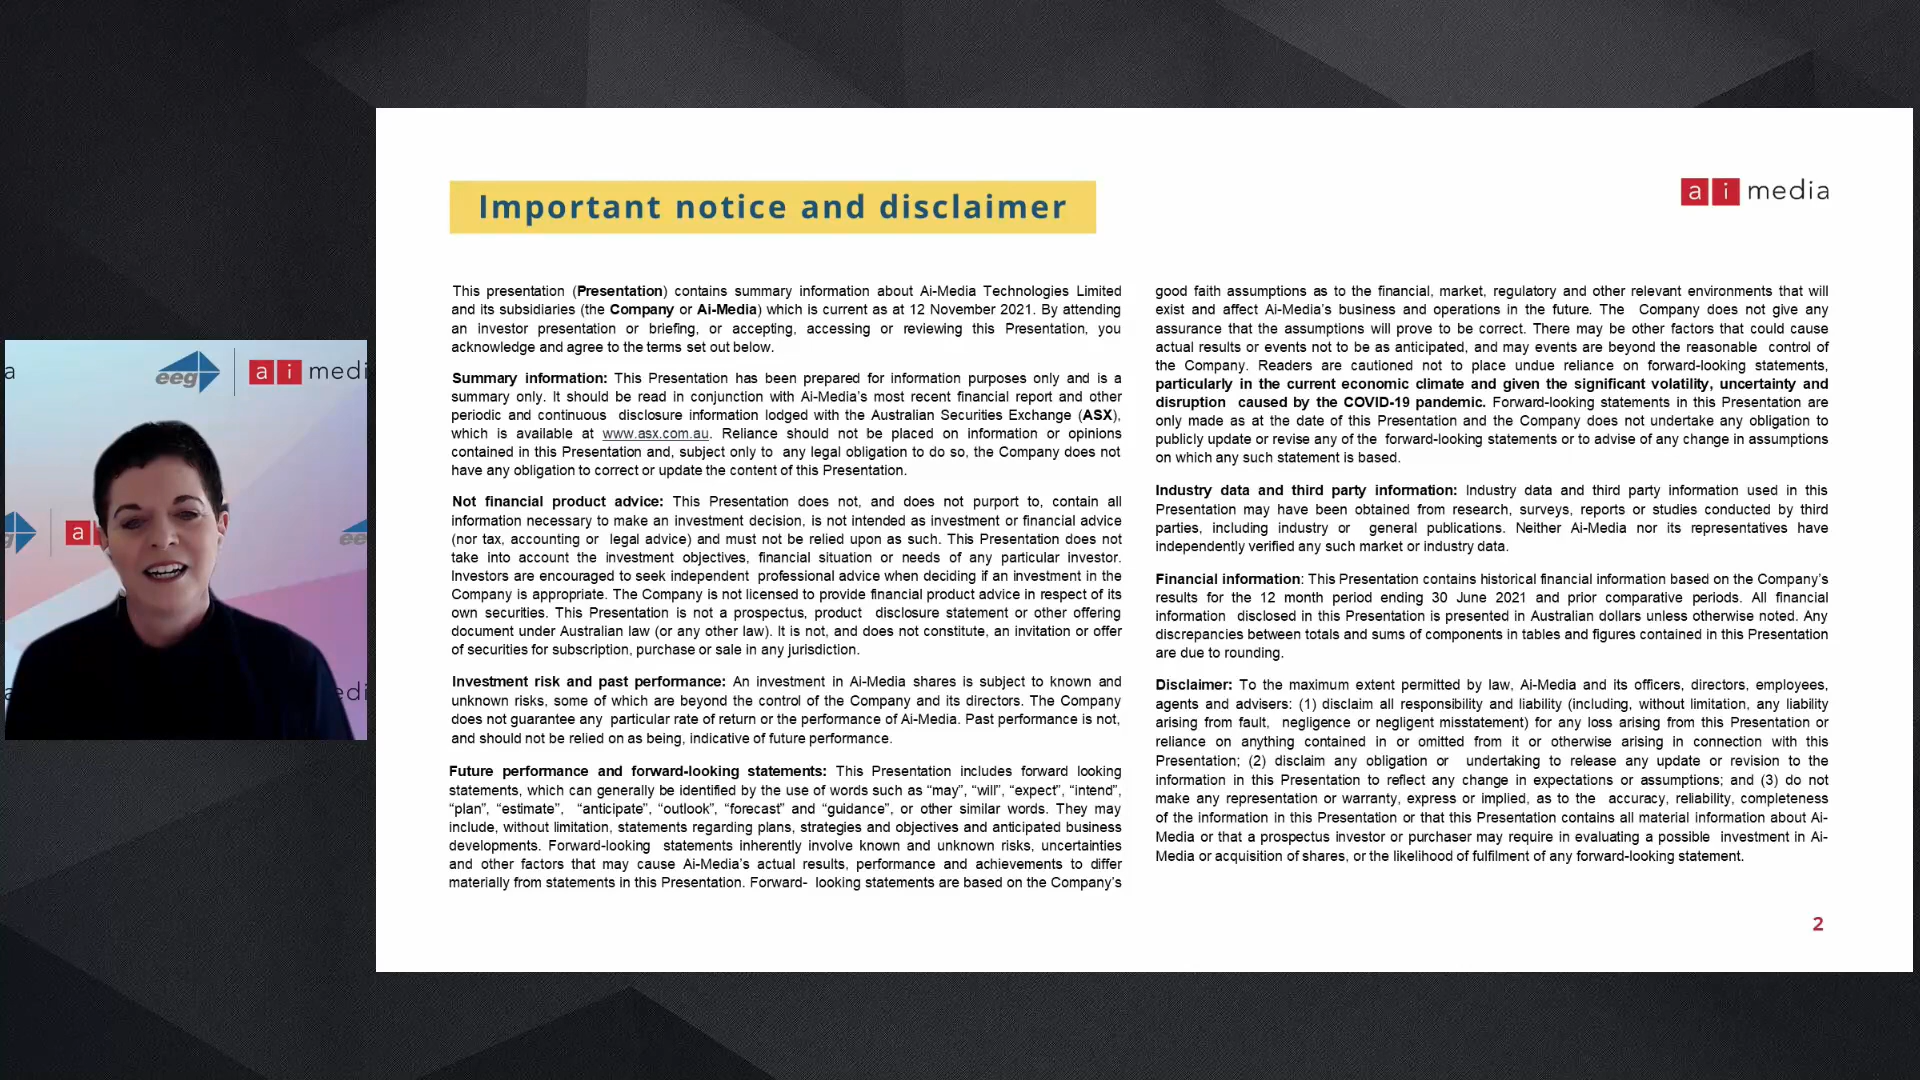 Important notice and disclaimer
a i media
This presentation (Presentation) contains summary information about Ai-Media Technologies Limited
and its subsidiaries (the Company or Ai-Media) which is current as at 12 November 2021. By attending
an investor presentation or briefing, or accepting, accessing or reviewing this Presentation, you
acknowledge and agree to the terms set out below.
Summary information: This Presentation has been prepared for information purposes only and is a
summary only. It should be read in conjunction with Ai-Media's most recent financial report and other
periodic and continuous disclosure information lodged with the Australian Securities Exchange (ASX),
which is available at www.asx.com.au. Reliance should not be placed on information or opinions
contained in this Presentation and, subject only to any legal obligation to do so, the Company does not
have any obligation to correct or update the content of this Presentation.
Not financial product advice: This Presentation does not, and does not purport to, contain all
information necessary to make an investment decision, is not intended as investment or financial advice
(nor tax, accounting or legal advice) and must not be relied upon as such. This Presentation does not
take into account the investment objectives, financial situation or needs of any particular investor.
Investors are encouraged to seek independent professional advice when deciding if an investment in the
Company is appropriate. The Company is not licensed to provide financial product advice in respect of its
own securities. This Presentation is not a prospectus, product disclosure statement or other offering
document under Australian law (or any other law). It is not, and does not constitute, an invitation or offer
of securities for subscription, purchase or sale in any jurisdiction.
Investment risk and past performance: An investment in Ai-Media shares is subject to known and
unknown risks, some of which are beyond the control of the Company and its directors. The Company
does not guarantee any particular rate of return or the performance of Ai-Media. Past performance is not,
and should not be relied on as being, indicative of future performance.
Future performance and forward-looking statements: This Presentation includes forward looking
statements, which can generally be identified by the use of words such as “may”, “will”, “expect”, “intend”,
“plan”, “estimate”, “anticipate”, “outlook”, “forecast” and “guidance”, or other similar words. They may
include, without limitation, statements regarding plans, strategies and objectives and anticipated business
developments. Forward-looking statements inherently involve known and unknown risks, uncertainties
and other factors that may cause Ai-Media's actual results, performance and achievements to differ
materially from statements in this Presentation. Forward- looking statements are based on the Company's
good faith assumptions as to the financial, market, regulatory and other relevant environments that will
exist and affect Ai-Media's business and operations in the future. The Company does not give any
assurance that the assumptions will prove to be correct. There may be other factors that could cause
actual results or events not to be as anticipated, and may events are beyond the reasonable control of
the Company. Readers are cautioned not to place undue reliance on forward-looking statements,
particularly in the current economic climate and given the significant volatility, uncertainty and
disruption caused by the COVID-19 pandemic. Forward-looking statements in this Presentation are
only made as at the date of this Presentation and the Company does not undertake any obligation to
publicly update or revise any of the forward-looking statements or to advise of any change in assumptions
on which any such statement is based.
Industry data and third party information: Industry data and third party information used in this
Presentation may have been obtained from research, surveys, reports or studies conducted by third
parties, including industry or general publications. Neither Ai-Media nor its representatives have
independently verified any such market or industry data.
Financial information: This Presentation contains historical financial information based on the Company's
results for the 12 month period ending 30 June 2021 and prior comparative periods. All financial
information disclosed in this Presentation is presented in Australian dollars unless otherwise noted. Any
discrepancies between totals and sums of components in tables and figures contained in this Presentation
are due to rounding.
Disclaimer: To the maximum extent permitted by law, Ai-Media and its officers, directors, employees,
agents and advisers: (1) disclaim all responsibility and liability (including, without limitation, any liability
arising from fault, negligence or negligent misstatement) for any loss arising from this Presentation or
reliance on anything contained in or omitted from it or otherwise arising in connection with this
Presentation; (2) disclaim any obligation or undertaking to release any update or revision to the
information in this Presentation to reflect any change in expectations or assumptions; and (3) do not
make any representation or warranty, express or implied, as to the accuracy, reliability, completeness
of the information in this Presentation or that this Presentation contains all material information about Ai-
Media or that a prospectus investor or purchaser may require in evaluating a possible investment in Ai-
Media or acquisition of shares, or the likelihood of fulfilment of any forward-looking statement.
2
a eeg a i medi
g a ee
a edi